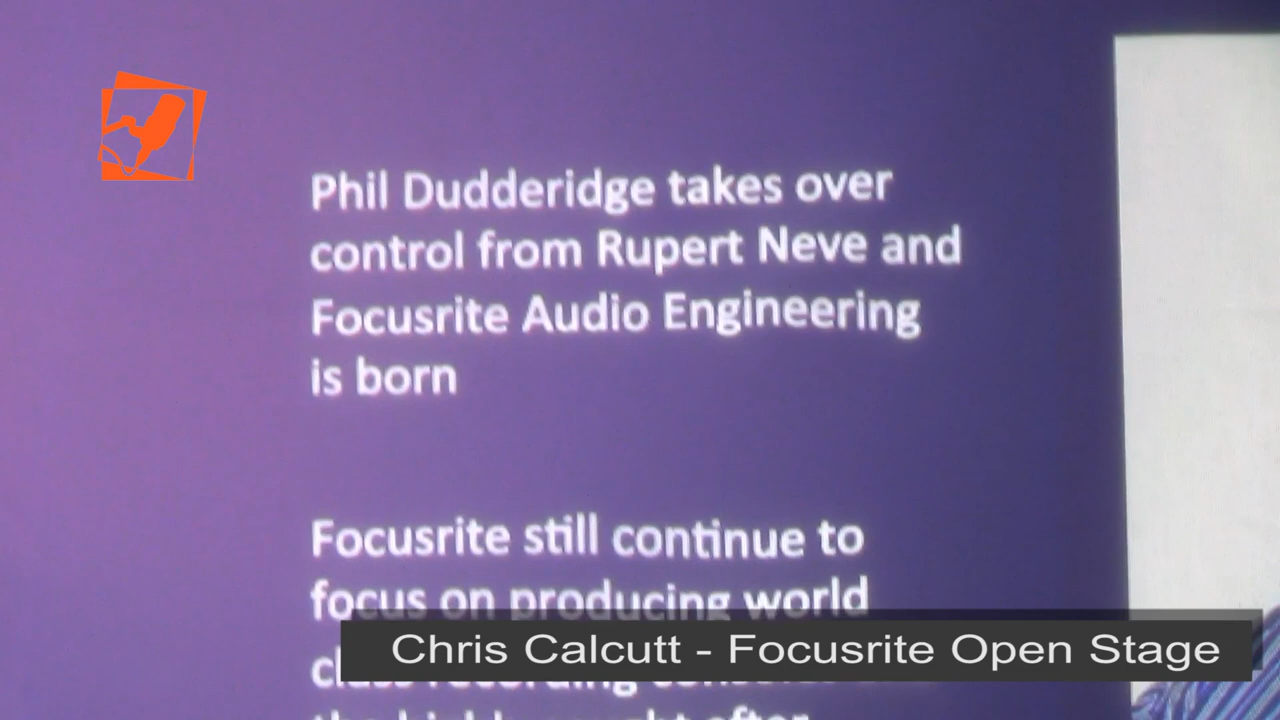 Phil Dudderidge takes over
control from Rupert Neve and
Focusrite Audio Engineering
is born
Focusrite still continue to
focus on producing world
Chris Calcutt - Focusrite Open Stage